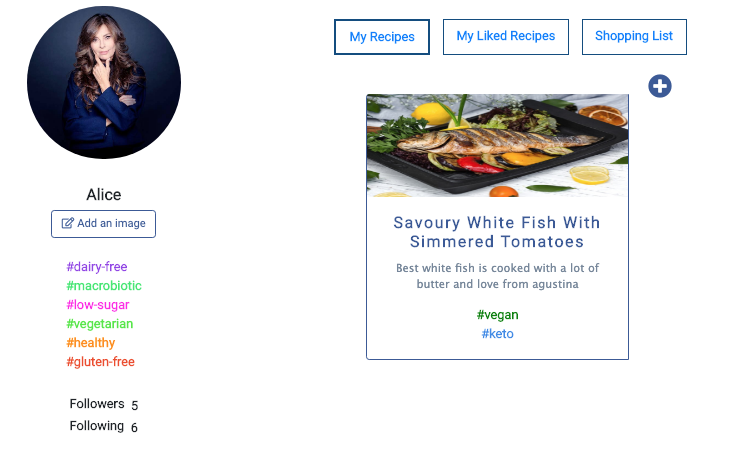 My Recipes
My Liked Recipes
Shopping List
Alice
Add an image
#dairy-free
#macrobiotic
#low-sugar
#vegetarian
#healthy
#gluten-free
Followers 5
Following 6
Savoury White Fish With
Simmered Tomatoes
Best white fish is cooked with a lot of
butter and love from agustina
#vegan
#keto